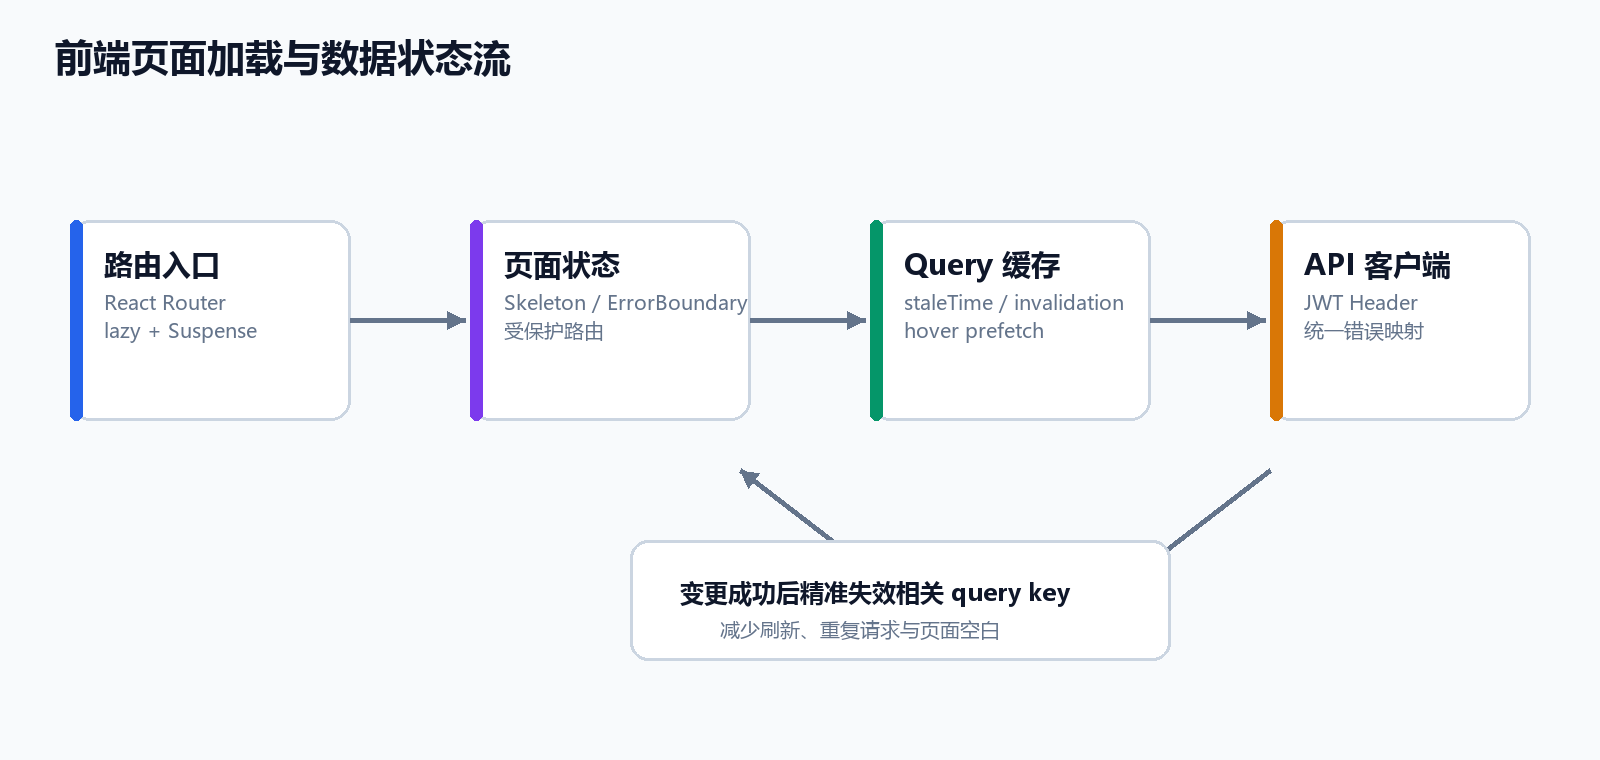 前端页面加载与数据状态流
路由入口
React Router
lazy + Suspense
页面状态
Skeleton / ErrorBoundary
受保护路由
Query 缓存
staleTime / invalidation
hover prefetch
API 客户端
JWT Header
统一错误映射
变更成功后精准失效相关 query key
减少刷新、重复请求与页面空白